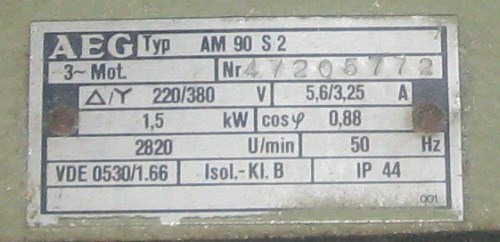 AEG Typ AM 90 S 2
3~ Mot. Nr 47205772
△/Y 220/380 V 5,6/3,25 A
1,5 kW cosφ 0,88
2820 U/min 50 Hz
VDE 0530/1.66 Isol.-Kl. B IP 44
001